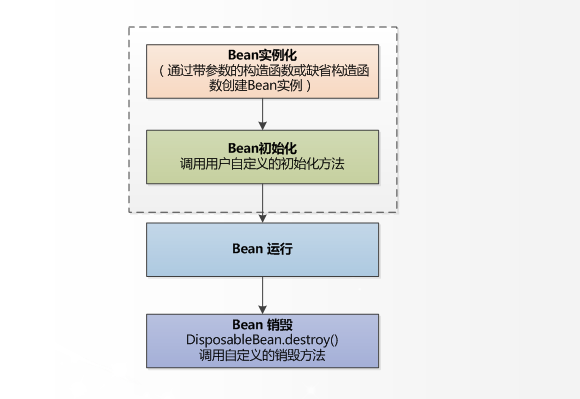 Bean实例化
（通过带参数的构造函数或缺省构造函
数创建Bean实例）
Bean初始化
调用用户自定义的初始化方法
Bean 运行
Bean 销毁
DisposableBean.destroy()
调用自定义的销毁方法